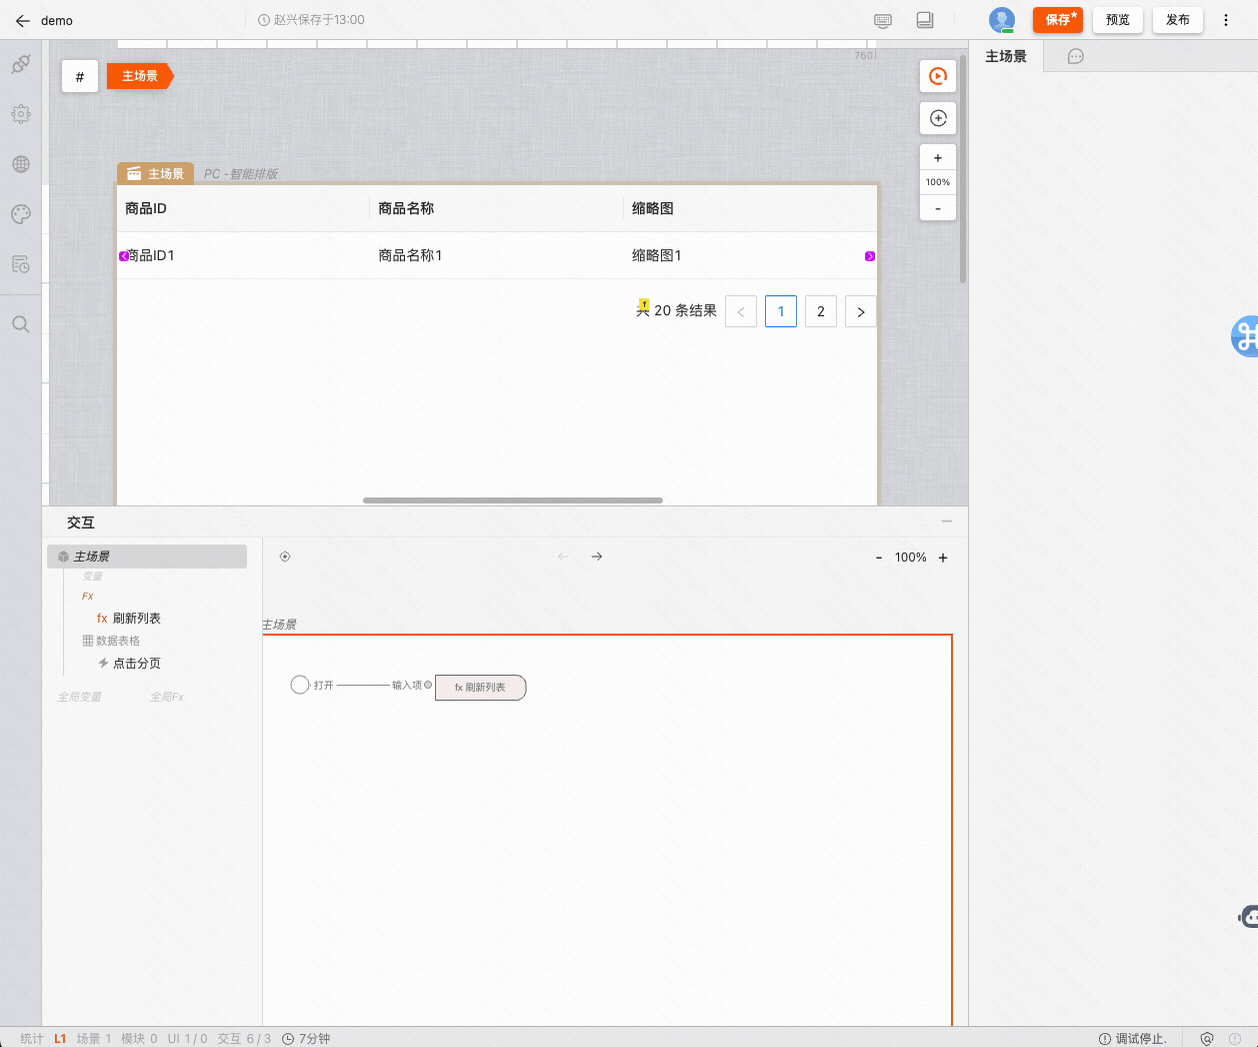 demo
赵兴保存于13:00
保存*
预览
发布
主场景
760
#
主场景
主场景
PC -智能排版
+
100%
-
商品ID 商品名称 缩略图
商品ID1 商品名称1 缩略图1
共 20 条结果 < 1 2 >
交互
主场景
变量
Fx
fx 刷新列表
数据表格
点击分页
全局变量 全局Fx
- 100% +
主场景
打开 输入项 fx 刷新列表
统计 L1 场景 1 模块 0 UI 1 / 0 交互 6 / 3 7分钟
调试停止.